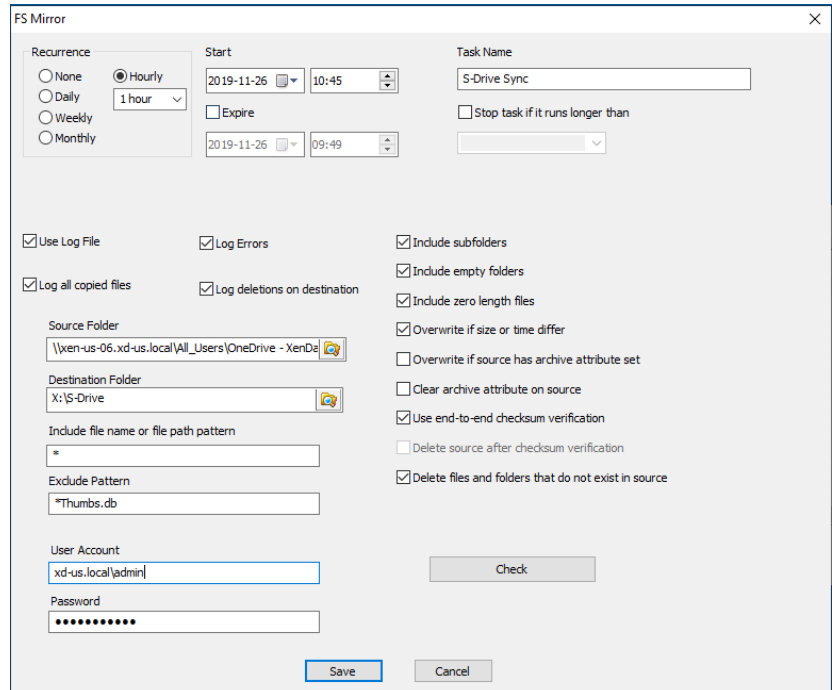 FS Mirror
Recurrence
None
Hourly
Daily
1 hour
Weekly
Monthly
Start
2019-11-26
10:45
Expire
2019-11-26
09:49
Task Name
S-Drive Sync
Stop task if it runs longer than
Use Log File
Log Errors
Log all copied files
Log deletions on destination
Source Folder
\\xen-us-06.xd-us.local\All_Users\OneDrive - XenDa
Destination Folder
X:\S-Drive
Include file name or file path pattern
*
Exclude Pattern
*Thumbs.db
User Account
xd-us.local\admin
Password
•••••••••••
Include subfolders
Include empty folders
Include zero length files
Overwrite if size or time differ
Overwrite if source has archive attribute set
Clear archive attribute on source
Use end-to-end checksum verification
Delete source after checksum verification
Delete files and folders that do not exist in source
Check
Save
Cancel